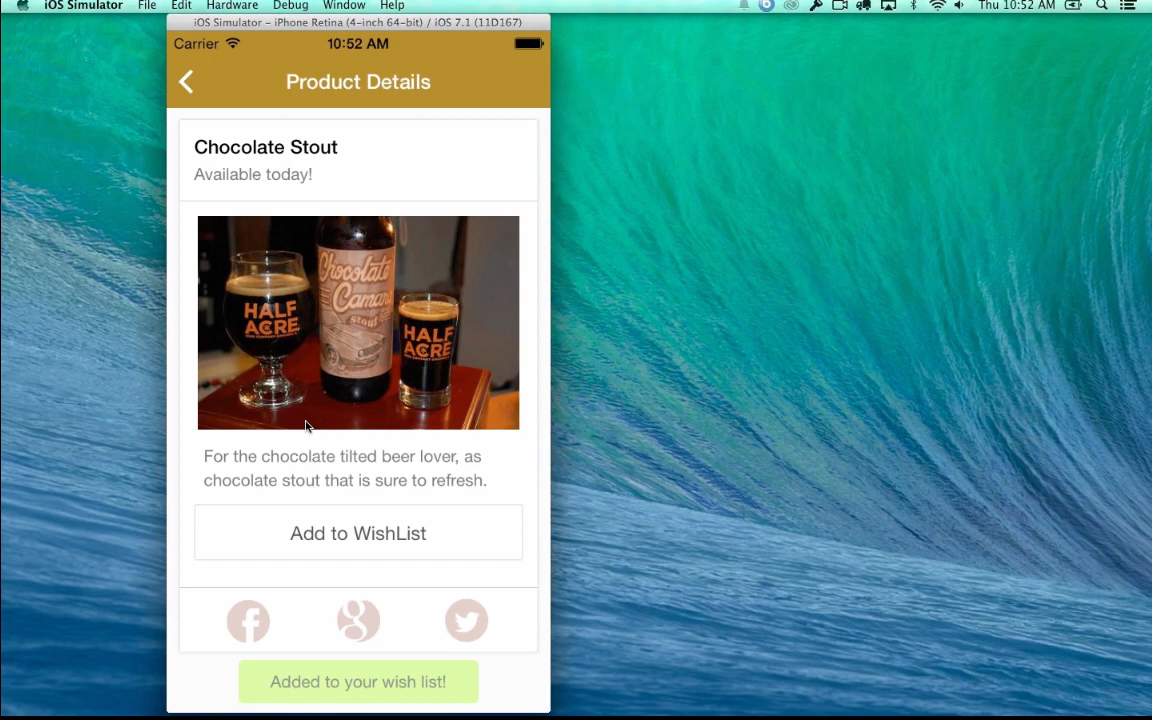 iOS Simulator File Edit Hardware Debug Window Help Thu 10:52 AM
iOS Simulator - iPhone Retina (4-inch 64-bit) / iOS 7.1 (11D167)
Carrier 10:52 AM
Product Details
Chocolate Stout
Available today!
Chocolate
Camaro
stout
HALF
ACRE
HALF
ACRE
For the chocolate tilted beer lover, as
chocolate stout that is sure to refresh.
Add to WishList
Added to your wish list!